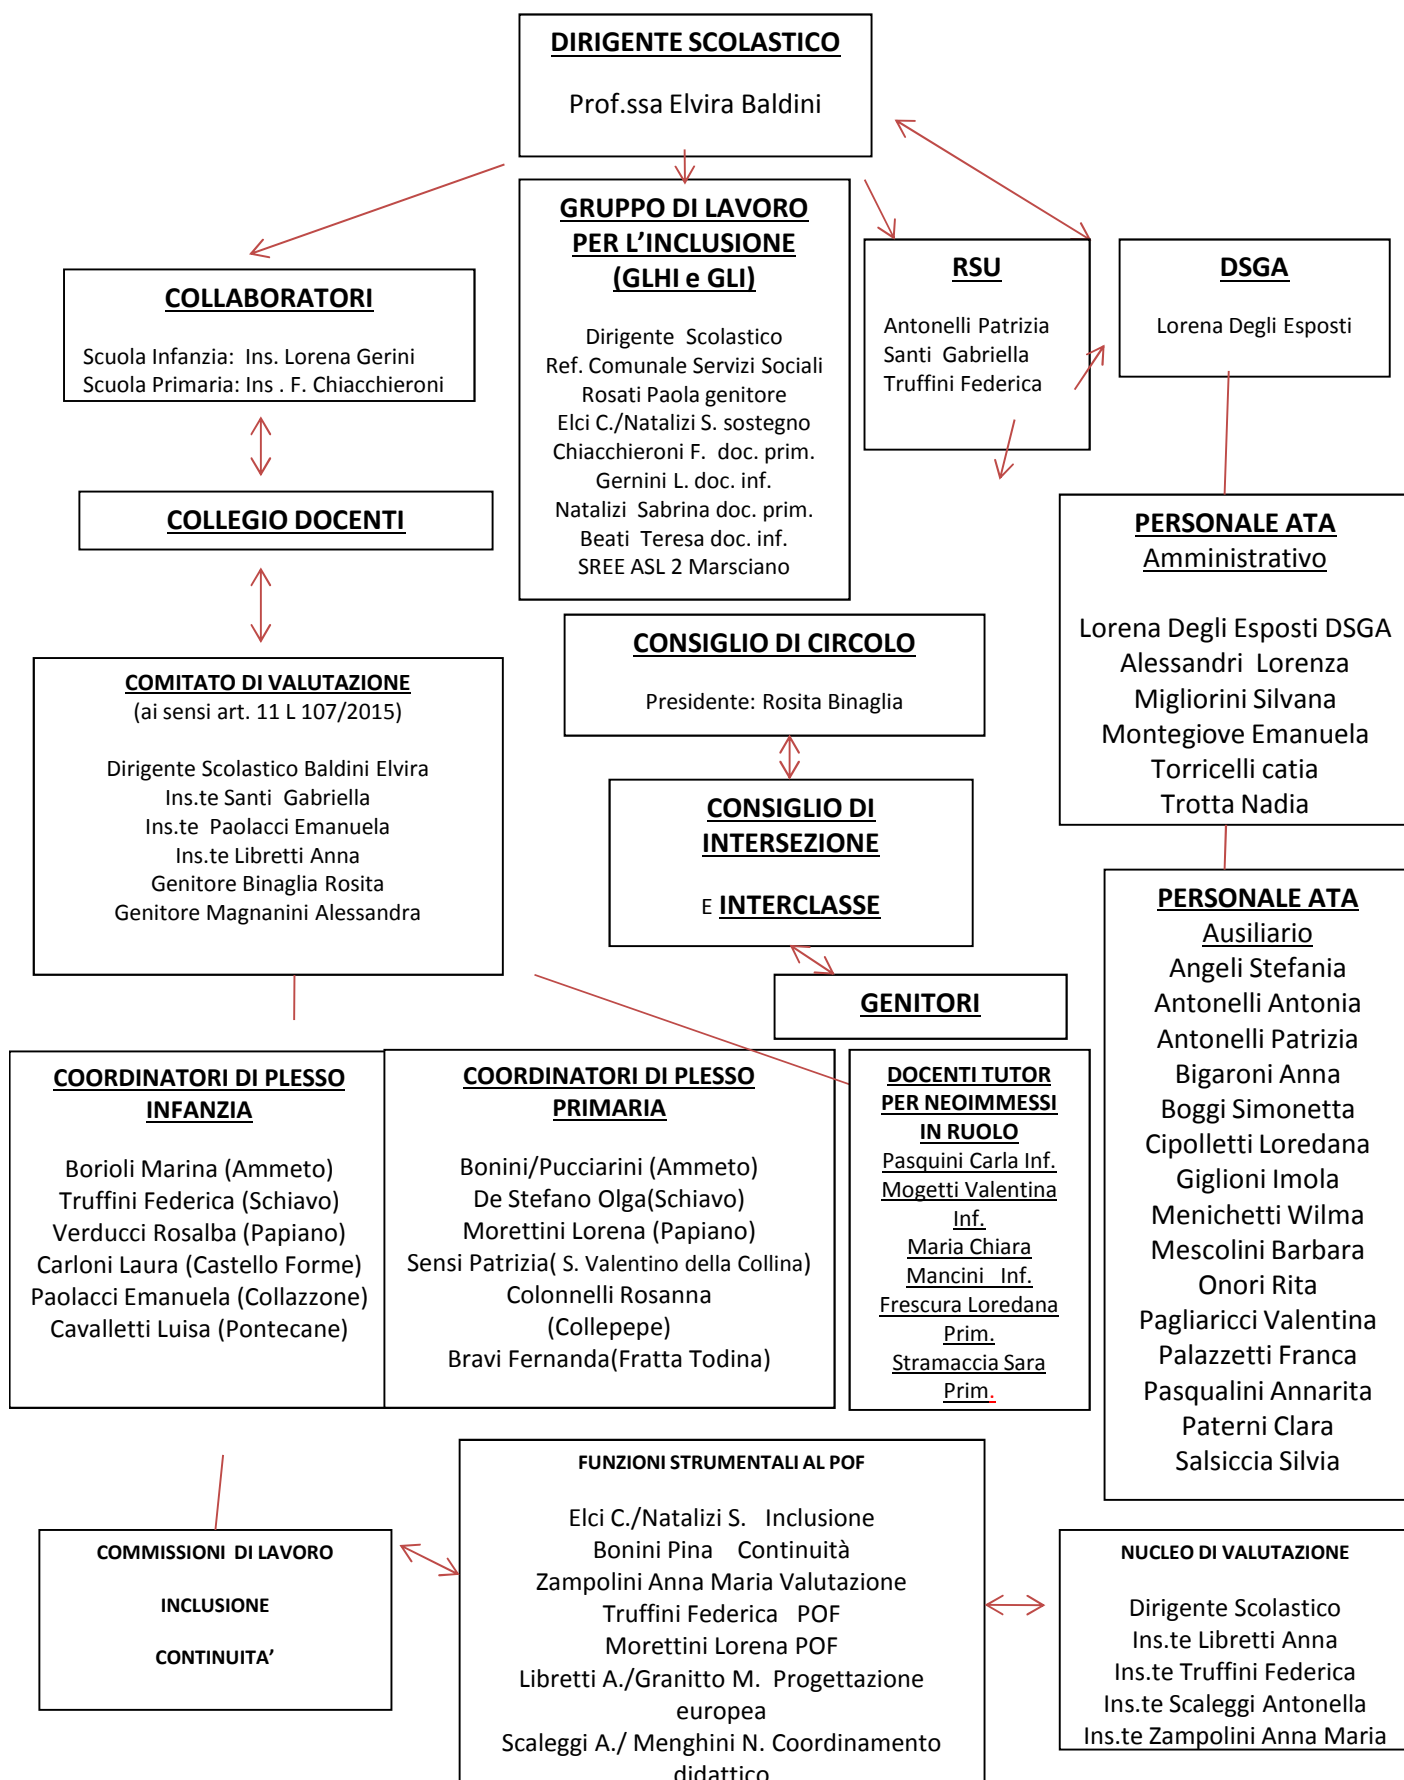 DIRIGENTE SCOLASTICO
Prof.ssa Elvira Baldini
GRUPPO DI LAVORO
PER L’INCLUSIONE
(GLHI e GLI)
Dirigente Scolastico
Ref. Comunale Servizi Sociali
Rosati Paola genitore
Elci C./Natalizi S. sostegno
Chiacchieroni F. doc. prim.
Gernini L. doc. inf.
Natalizi Sabrina doc. prim.
Beati Teresa doc. inf.
SREE ASL 2 Marsciano
RSU
Antonelli Patrizia
Santi Gabriella
Truffini Federica
DSGA
Lorena Degli Esposti
COLLABORATORI
Scuola Infanzia: Ins. Lorena Gerini
Scuola Primaria: Ins . F. Chiacchieroni
COLLEGIO DOCENTI
PERSONALE ATA
Amministrativo
Lorena Degli Esposti DSGA
Alessandri Lorenza
Migliorini Silvana
Montegiove Emanuela
Torricelli catia
Trotta Nadia
CONSIGLIO DI CIRCOLO
Presidente: Rosita Binaglia
COMITATO DI VALUTAZIONE
(ai sensi art. 11 L 107/2015)
Dirigente Scolastico Baldini Elvira
Ins.te Santi Gabriella
Ins.te Paolacci Emanuela
Ins.te Libretti Anna
Genitore Binaglia Rosita
Genitore Magnanini Alessandra
CONSIGLIO DI
INTERSEZIONE
E INTERCLASSE
GENITORI
PERSONALE ATA
Ausiliario
Angeli Stefania
Antonelli Antonia
Antonelli Patrizia
Bigaroni Anna
Boggi Simonetta
Cipolletti Loredana
Giglioni Imola
Menichetti Wilma
Mescolini Barbara
Onori Rita
Pagliaricci Valentina
Palazzetti Franca
Pasqualini Annarita
Paterni Clara
Salsiccia Silvia
COORDINATORI DI PLESSO
INFANZIA
Borioli Marina (Ammeto)
Truffini Federica (Schiavo)
Verducci Rosalba (Papiano)
Carloni Laura (Castello Forme)
Paolacci Emanuela (Collazzone)
Cavalletti Luisa (Pontecane)
COORDINATORI DI PLESSO
PRIMARIA
Bonini/Pucciarini (Ammeto)
De Stefano Olga(Schiavo)
Morettini Lorena (Papiano)
Sensi Patrizia( S. Valentino della Collina)
Colonnelli Rosanna
(Collepepe)
Bravi Fernanda(Fratta Todina)
DOCENTI TUTOR
PER NEOIMMESSI
IN RUOLO
Pasquini Carla Inf.
Mogetti Valentina
Inf.
Maria Chiara
Mancini Inf.
Frescura Loredana
Prim.
Stramaccia Sara
Prim.
COMMISSIONI DI LAVORO
INCLUSIONE
CONTINUITA’
FUNZIONI STRUMENTALI AL POF
Elci C./Natalizi S. Inclusione
Bonini Pina Continuità
Zampolini Anna Maria Valutazione
Truffini Federica POF
Morettini Lorena POF
Libretti A./Granitto M. Progettazione
europea
Scaleggi A./ Menghini N. Coordinamento
didattico
NUCLEO DI VALUTAZIONE
Dirigente Scolastico
Ins.te Libretti Anna
Ins.te Truffini Federica
Ins.te Scaleggi Antonella
Ins.te Zampolini Anna Maria